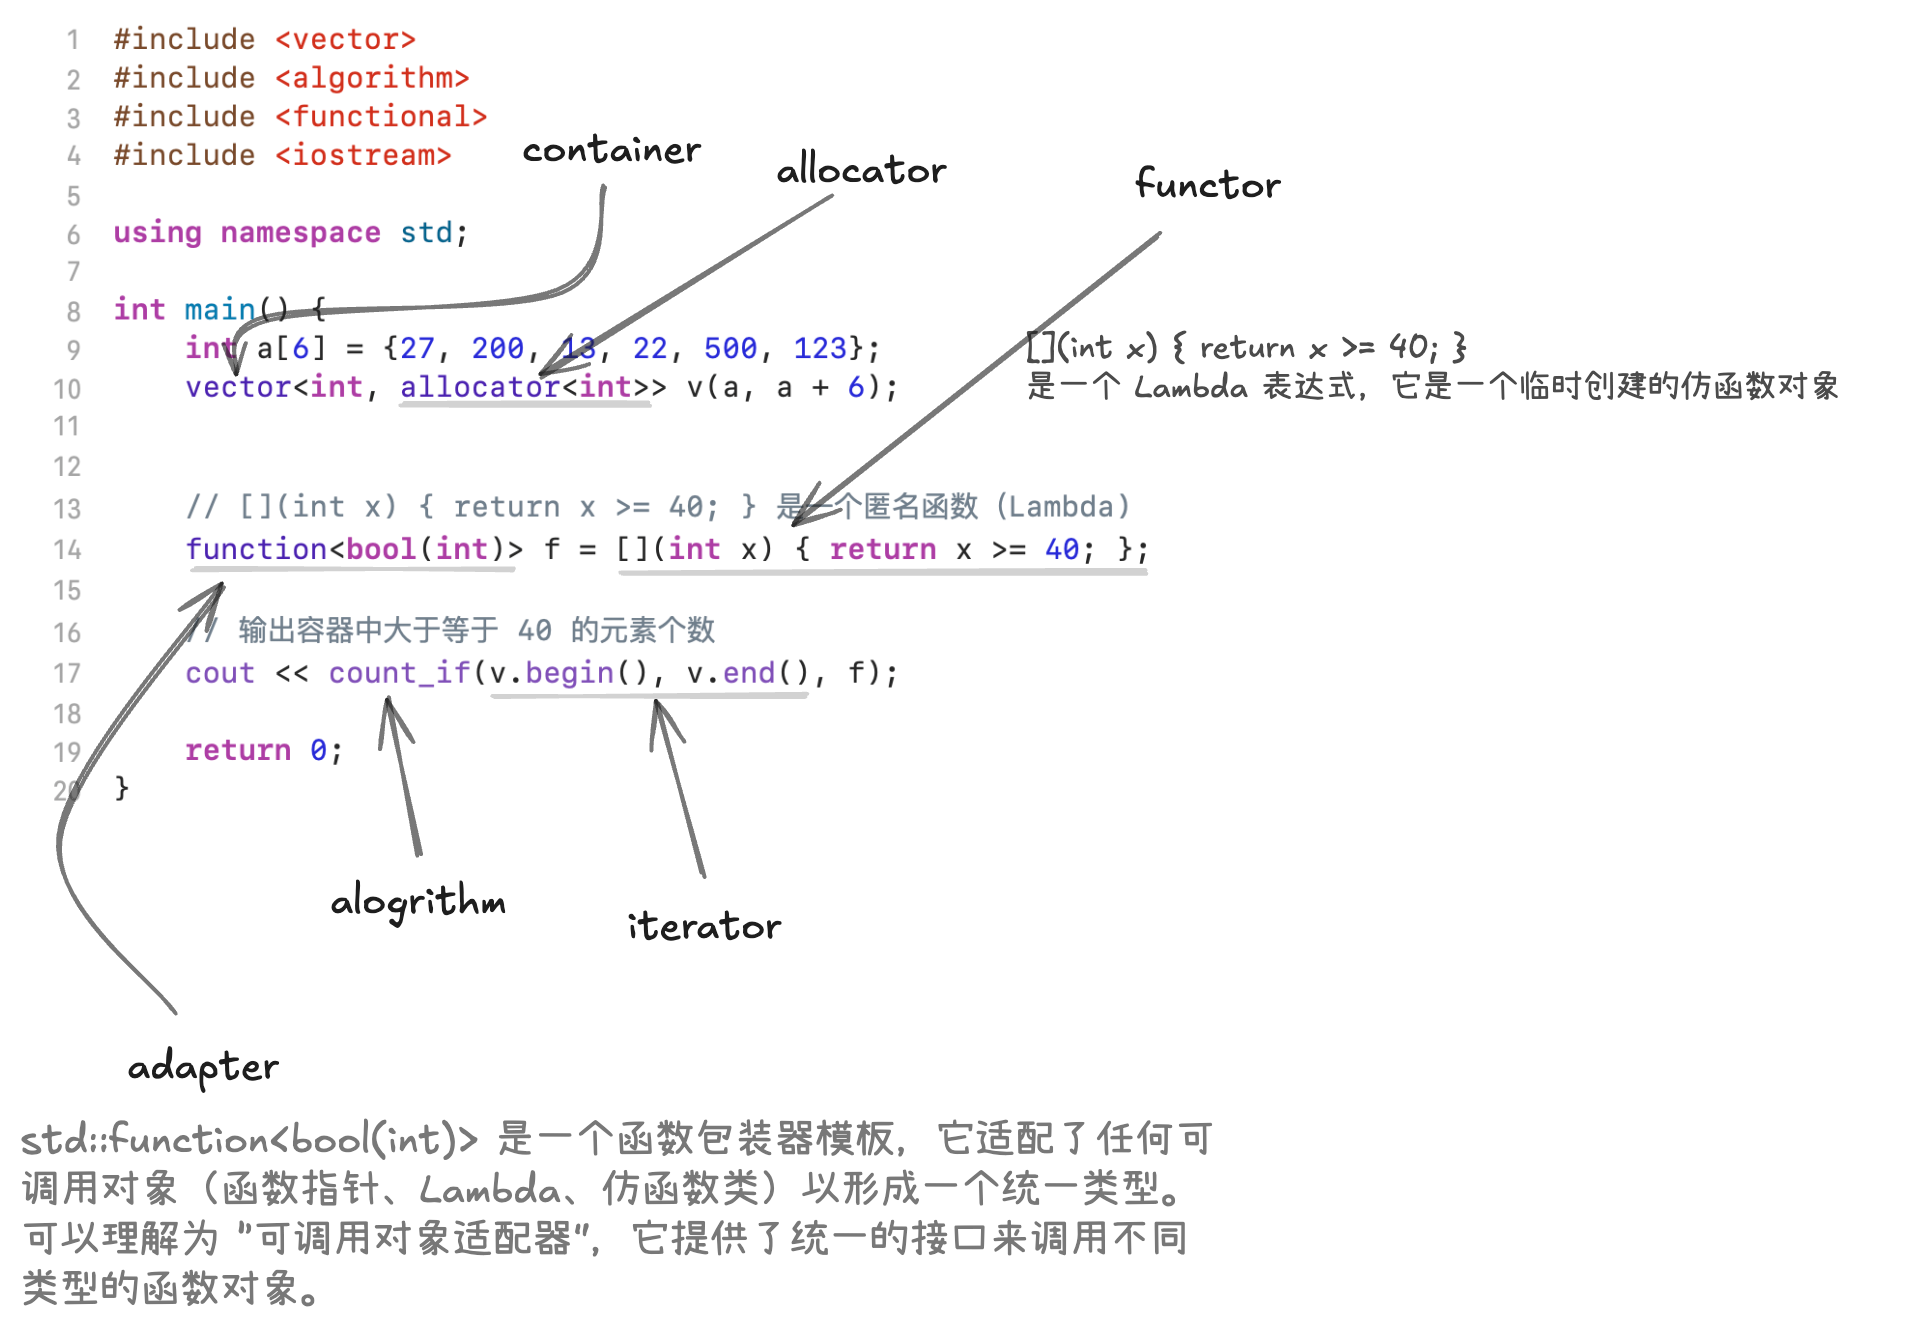 1 #include <vector>
2 #include <algorithm>
3 #include <functional>
4 #include <iostream>
container
allocator
functor
5
6 using namespace std;
7
8 int main() {
9 int a[6] = {27, 200, 13, 22, 500, 123};
10 vector<int, allocator<int>> v(a, a + 6);
[](int x) { return x >= 40; }
是一个 Lambda 表达式，它是一个临时创建的仿函数对象
11
12
13 // [](int x) { return x >= 40; } 是一个匿名函数（Lambda）
14 function<bool(int)> f = [](int x) { return x >= 40; };
15
16 // 输出容器中大于等于 40 的元素个数
17 cout << count_if(v.begin(), v.end(), f);
18
19 return 0;
20 }
alogrithm
iterator
adapter
std::function<bool(int)> 是一个函数包装器模板，它适配了任何可
调用对象（函数指针、Lambda、仿函数类）以形成一个统一类型。
可以理解为 "可调用对象适配器"，它提供了统一的接口来调用不同
类型的函数对象。